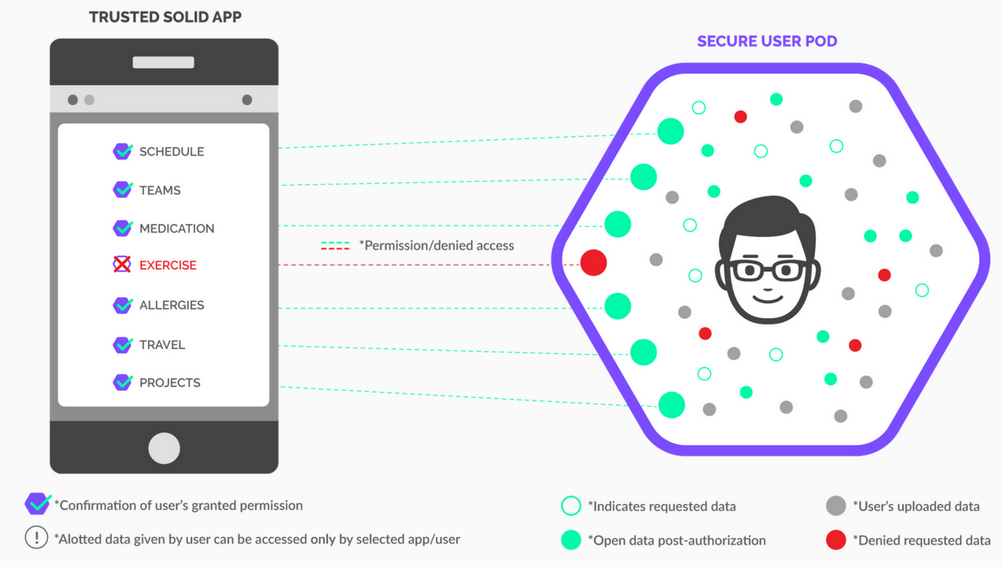 TRUSTED SOLID APP
SECURE USER POD
SCHEDULE
TEAMS
MEDICATION
*Permission/denied access
EXERCISE
ALLERGIES
TRAVEL
PROJECTS
*Confirmation of user's granted permission
*Indicates requested data
*User's uploaded data
! *Alotted data given by user can be accessed only by selected app/user
*Open data post-authorization
*Denied requested data